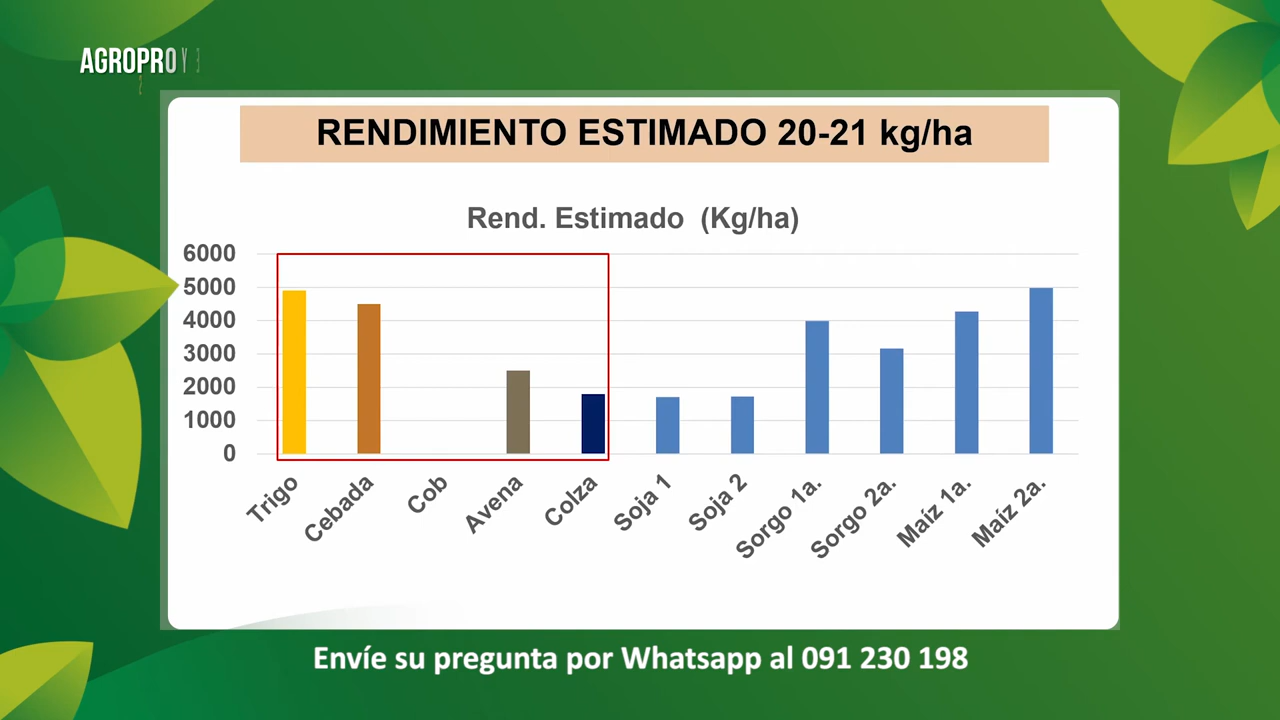 AGROPROY
RENDIMIENTO ESTIMADO 20-21 kg/ha
Rend. Estimado (Kg/ha)
6000
5000
4000
3000
2000
1000
0
Trigo
Cebada
Cob
Avena
Colza
Soja 1
Soja 2
Sorgo 1a.
Sorgo 2a.
Maíz 1a.
Maíz 2a.
Envíe su pregunta por Whatsapp al 091 230 198